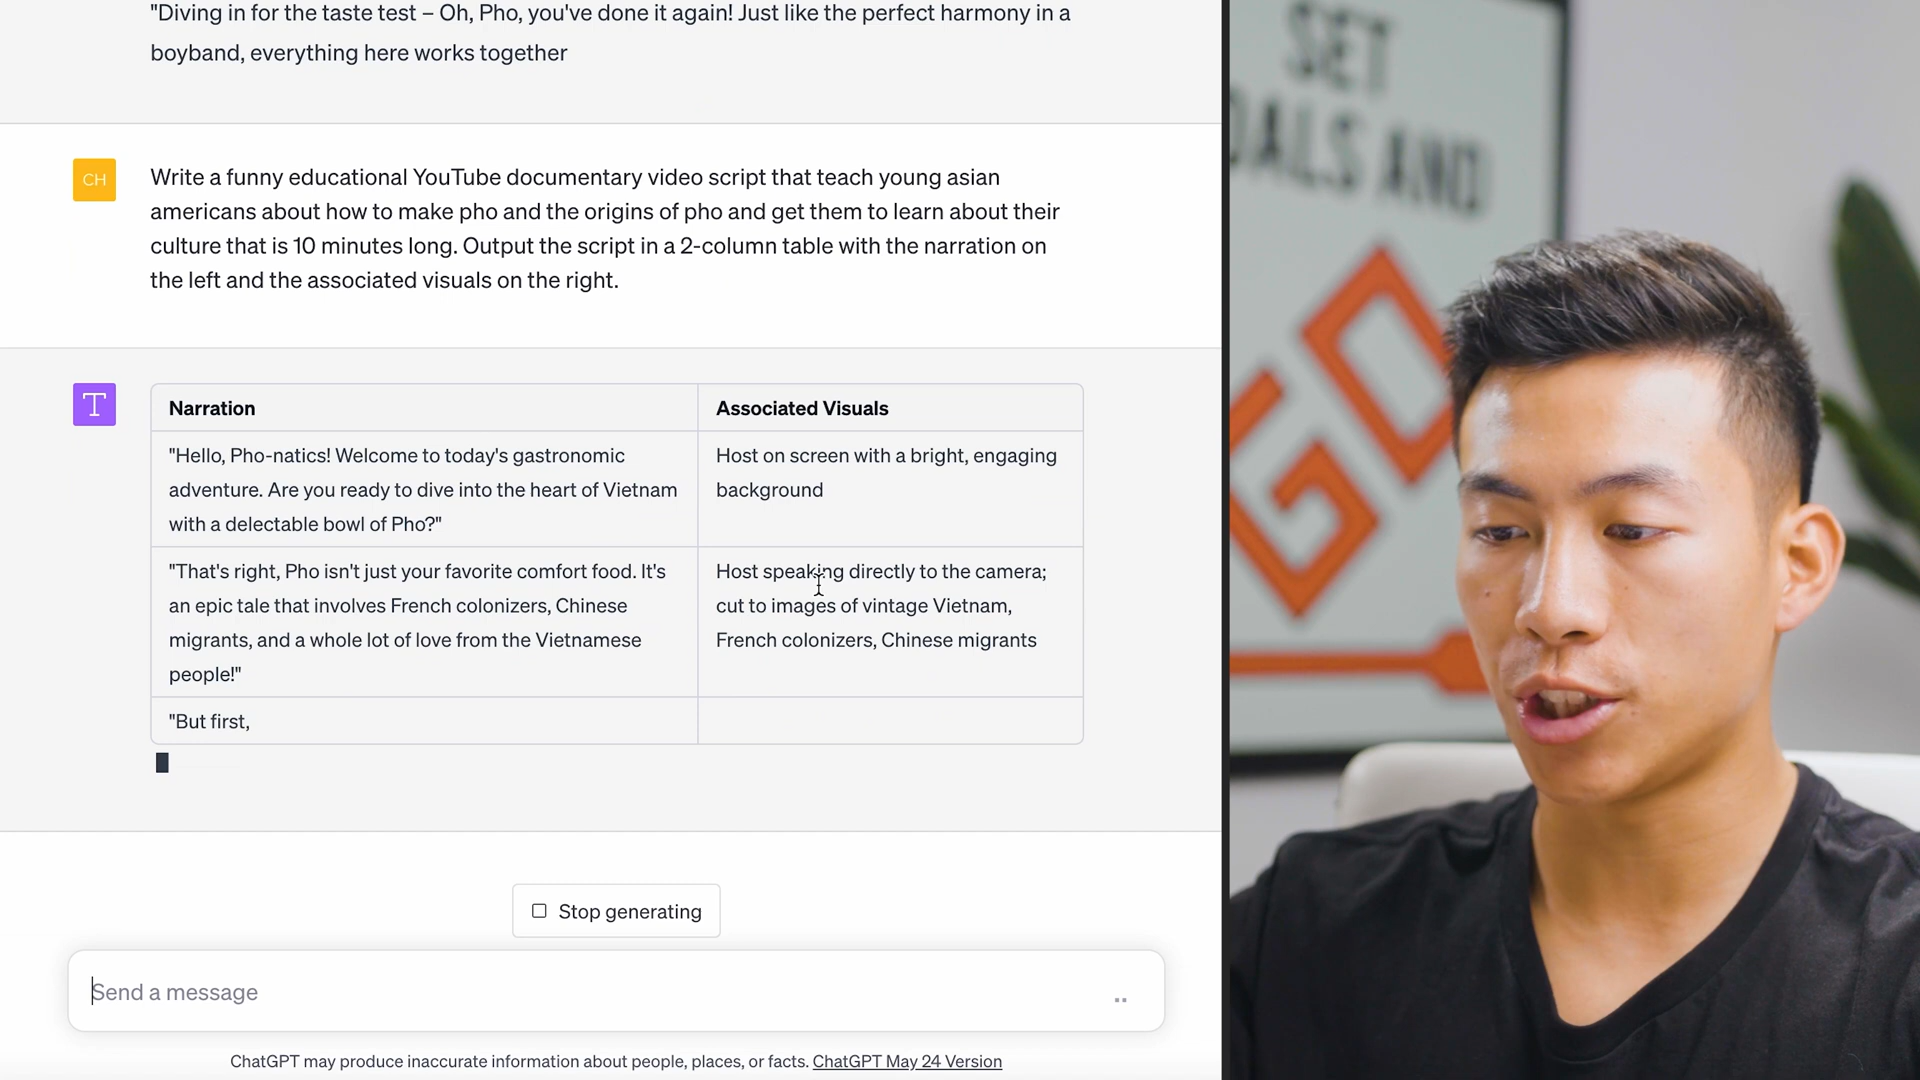 "Diving in for the taste test – Oh, Pho, you've done it again! Just like the perfect harmony in a
boyband, everything here works together
CH
Write a funny educational YouTube documentary video script that teach young asian
americans about how to make pho and the origins of pho and get them to learn about their
culture that is 10 minutes long. Output the script in a 2-column table with the narration on
the left and the associated visuals on the right.
T
Narration
Associated Visuals
"Hello, Pho-natics! Welcome to today's gastronomic
adventure. Are you ready to dive into the heart of Vietnam
with a delectable bowl of Pho?"
Host on screen with a bright, engaging
background
"That's right, Pho isn't just your favorite comfort food. It's
an epic tale that involves French colonizers, Chinese
migrants, and a whole lot of love from the Vietnamese
people!"
Host speaking directly to the camera;
cut to images of vintage Vietnam,
French colonizers, Chinese migrants
"But first,
Stop generating
Send a message
ChatGPT may produce inaccurate information about people, places, or facts. ChatGPT May 24 Version
SET
OALS AND
GO